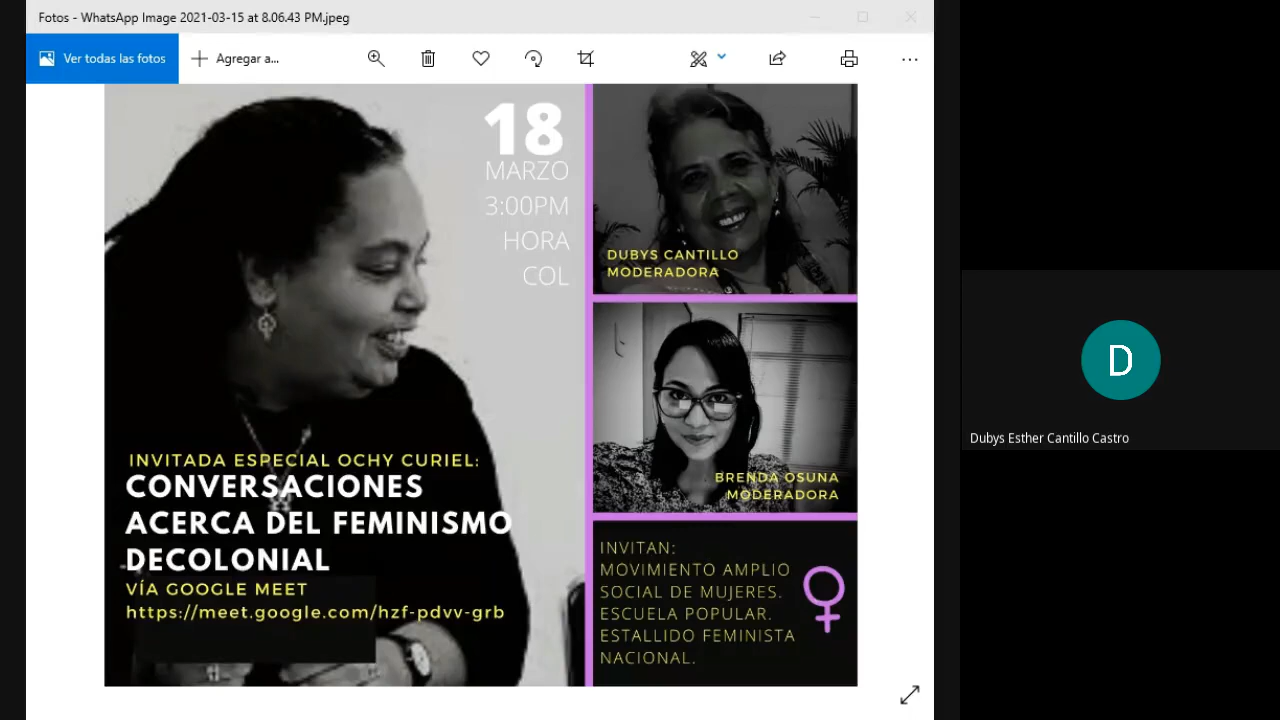 Fotos - WhatsApp Image 2021-03-15 at 8.06.43 PM.jpeg
Ver todas las fotos
Agregar a...
18
MARZO
3:00PM
HORA
COL
INVITADA ESPECIAL OCHY CURIEL:
CONVERSACIONES
ACERCA DEL FEMINISMO
DECOLONIAL
VÍA GOOGLE MEET
https://meet.google.com/hzf-pdvv-grb
DUBYS CANTILLO
MODERADORA
BRENDA OSUNA
MODERADORA
INVITAN:
MOVIMIENTO AMPLIO
SOCIAL DE MUJERES.
ESCUELA POPULAR.
ESTALLIDO FEMINISTA
NACIONAL.
D
Dubys Esther Cantillo Castro